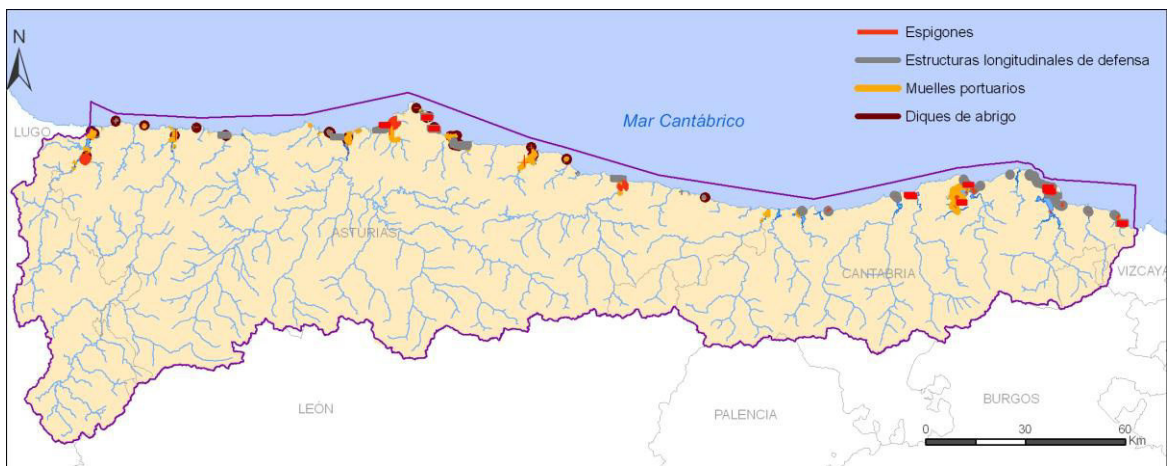 N
Espigones
Estructuras longitudinales de defensa
Muelles portuarios
Diques de abrigo
Mar Cantábrico
LUGO
ASTURIAS
CANTABRIA
VIZCAYA
LEÓN
PALENCIA
BURGOS
0 30 60
Km